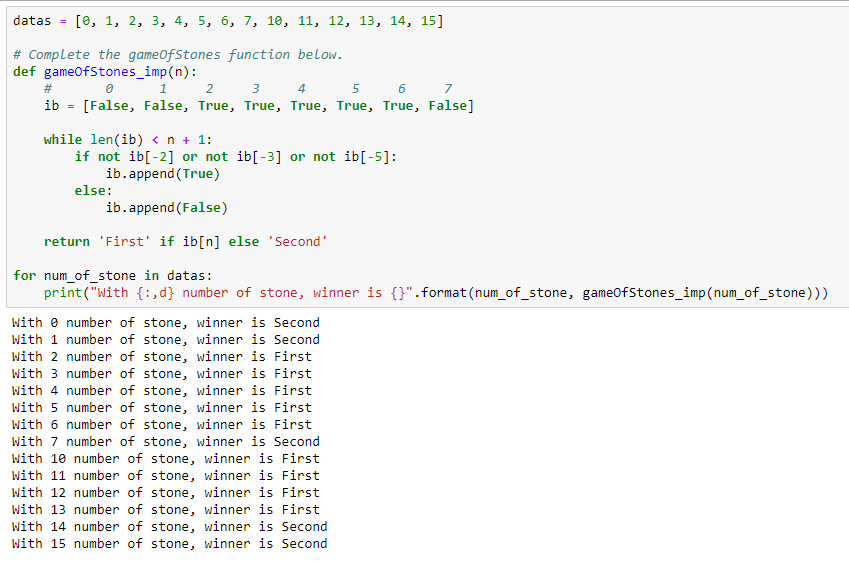 datas = [0, 1, 2, 3, 4, 5, 6, 7, 10, 11, 12, 13, 14, 15]
# Complete the gameOfStones function below.
def gameOfStones_imp(n):
    #       0      1     2     3     4      5     6     7
    ib = [False, False, True, True, True, True, True, False]
    while len(ib) < n + 1:
        if not ib[-2] or not ib[-3] or not ib[-5]:
            ib.append(True)
        else:
            ib.append(False)
    return 'First' if ib[n] else 'Second'
for num_of_stone in datas:
    print("With {:,d} number of stone, winner is {}".format(num_of_stone, gameOfStones_imp(num_of_stone)))
With 0 number of stone, winner is Second
With 1 number of stone, winner is Second
With 2 number of stone, winner is First
With 3 number of stone, winner is First
With 4 number of stone, winner is First
With 5 number of stone, winner is First
With 6 number of stone, winner is First
With 7 number of stone, winner is Second
With 10 number of stone, winner is First
With 11 number of stone, winner is First
With 12 number of stone, winner is First
With 13 number of stone, winner is First
With 14 number of stone, winner is Second
With 15 number of stone, winner is Second